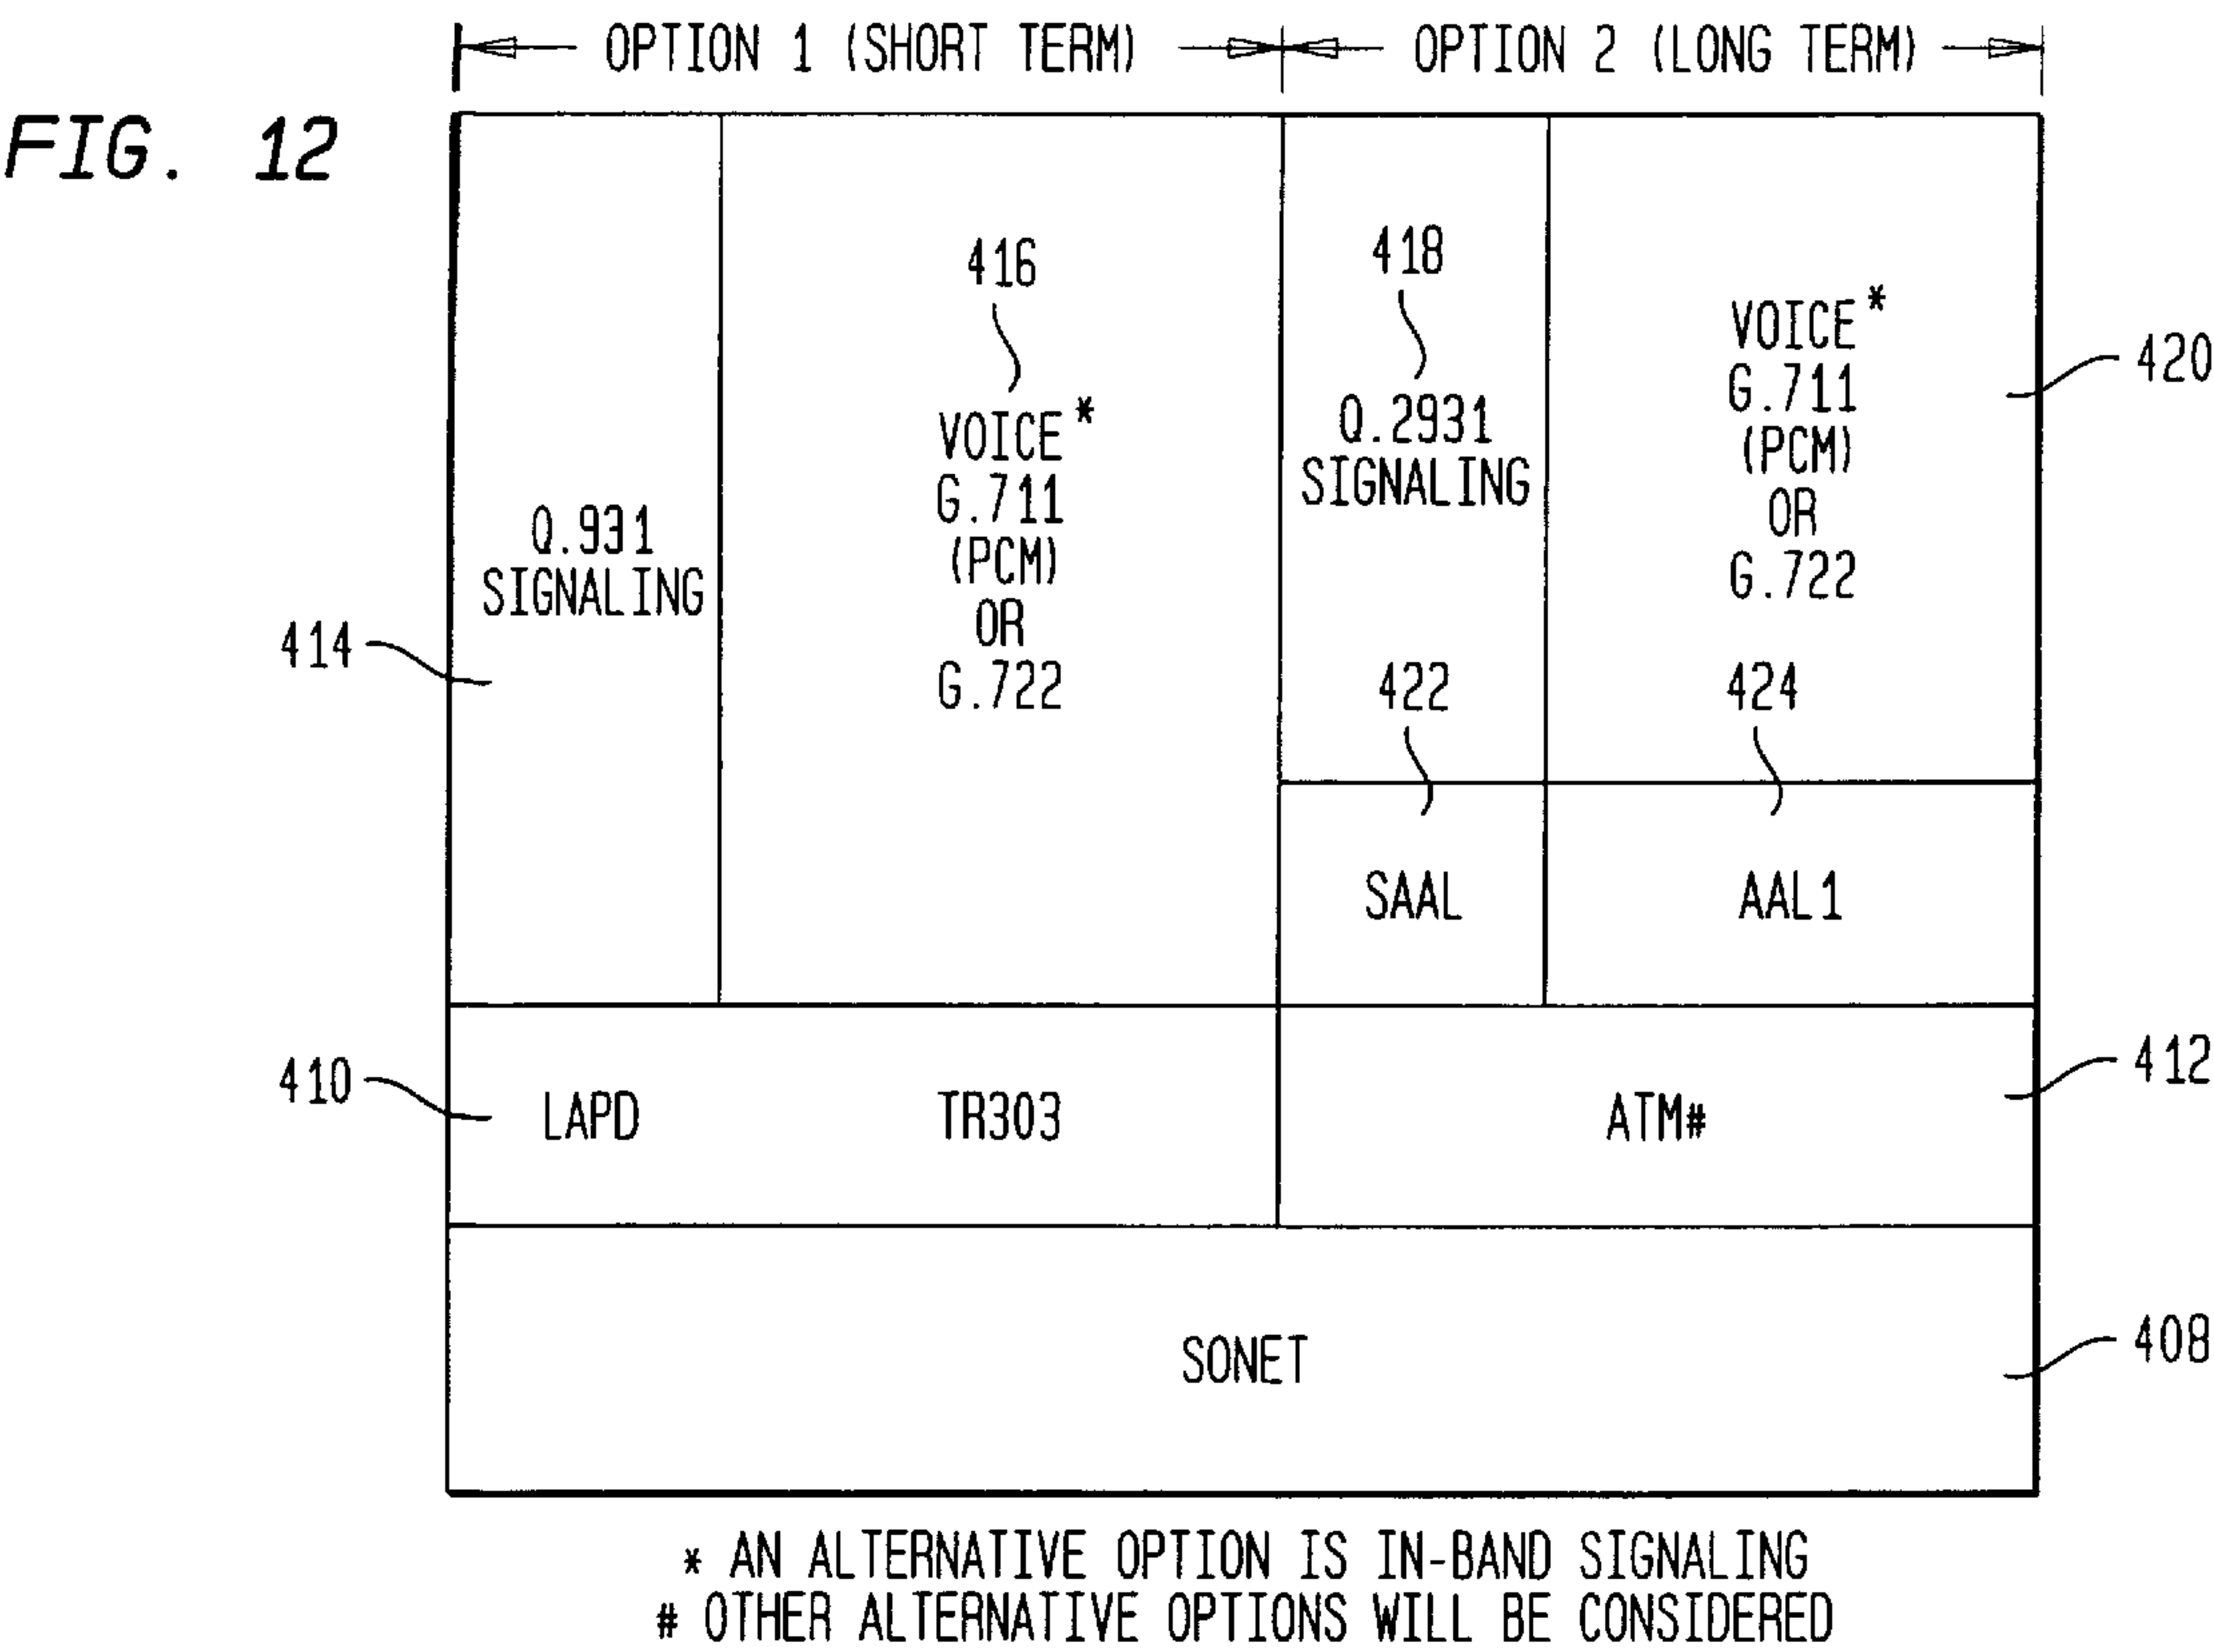 OPTION 1 (SHORT TERM)
OPTION 2 (LONG TERM)
FIG. 12
416
VOICE*
G.711
(PCM)
OR
G.722
418
Q.2931
SIGNALING
VOICE*
G.711
(PCM)
OR
G.722
420
Q.931
SIGNALING
414
422
424
SAAL
AAL1
410
LAPD
TR303
ATM#
412
SONET
408
* AN ALTERNATIVE OPTION IS IN-BAND SIGNALING
# OTHER ALTERNATIVE OPTIONS WILL BE CONSIDERED